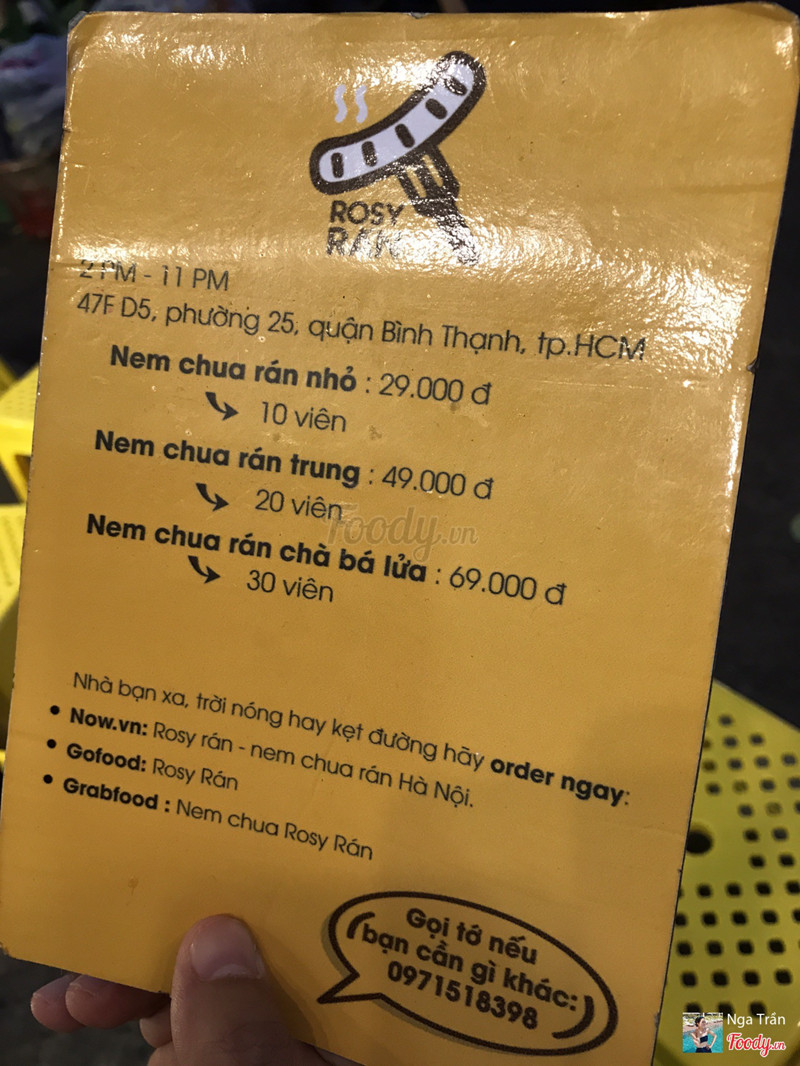 ROSY
RÁN
2 PM - 11 PM
47F D5, phường 25, quận Bình Thạnh, tp.HCM
Nem chua rán nhỏ : 29.000 đ
10 viên
Nem chua rán trung : 49.000 đ
20 viên
Foody.vn
Nem chua rán chà bá lửa : 69.000 đ
30 viên
Nhà bạn xa, trời nóng hay kẹt đường hãy order ngay:
• Now.vn: Rosy rán - nem chua rán Hà Nội.
• Gofood: Rosy Rán
• Grabfood : Nem chua Rosy Rán
Gọi tớ nếu
bạn cần gì khác:
0971518398
Nga Trần
Foody.vn